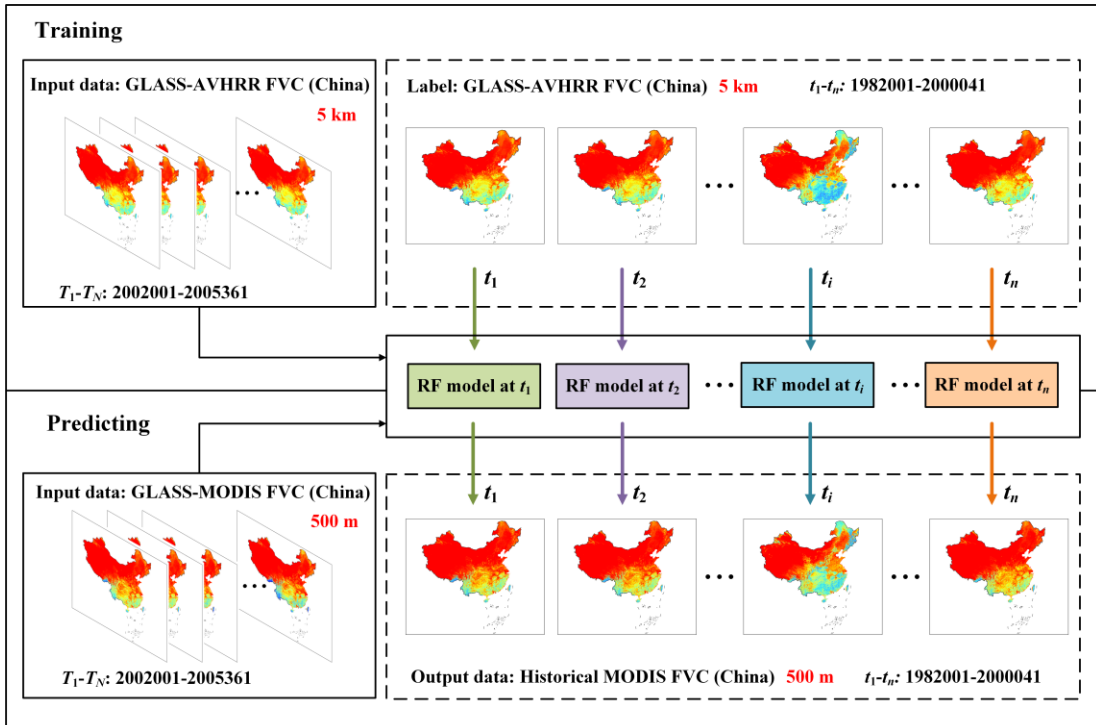 Training
Input data: GLASS-AVHRR FVC (China)
5 km
...
T1-TN: 2002001-2005361
Label: GLASS-AVHRR FVC (China) 5 km t1-tn: 1982001-2000041
... ...
t1 t2 ti tn
RF model at t1 RF model at t2 ... RF model at ti ... RF model at tn
Predicting
Input data: GLASS-MODIS FVC (China)
500 m
...
T1-TN: 2002001-2005361
t1 t2 ti tn
... ...
Output data: Historical MODIS FVC (China) 500 m t1-tn: 1982001-2000041